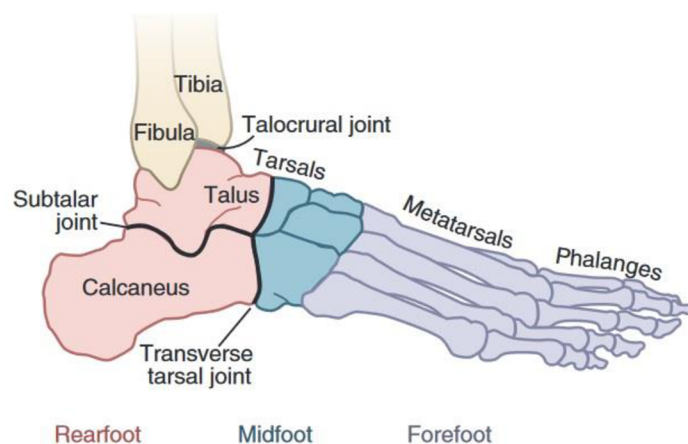 Tibia
Fibula
Talocrural joint
Tarsals
Subtalar
joint
Talus
Metatarsals
Phalanges
Calcaneus
Transverse
tarsal joint
Rearfoot
Midfoot
Forefoot